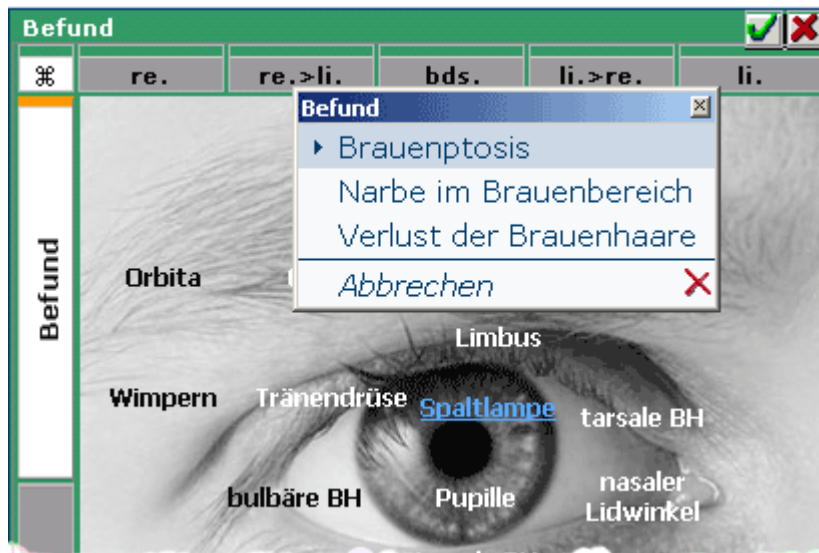 Befund
⌘ re. re.>li. bds. li.>re. li.
Befund
Brauenptosis
Narbe im Brauenbereich
Verlust der Brauenhaare
Abbrechen
Befund
Orbita
Limbus
Wimpern Tränendrüse Spaltlampe tarsale BH
bulbäre BH Pupille nasaler
Lidwinkel